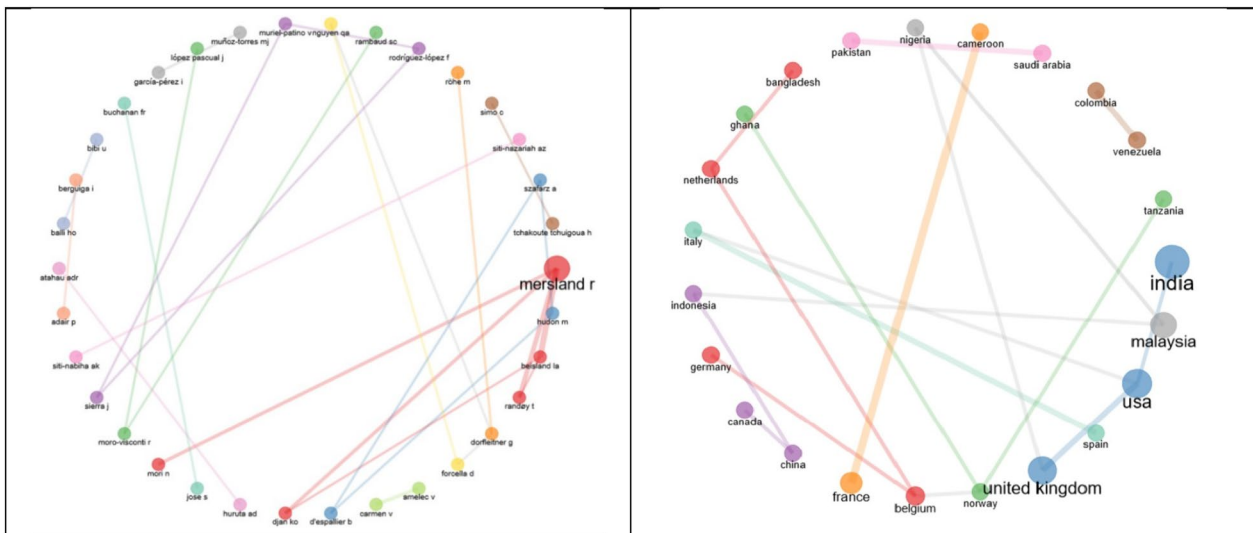 muriel-patino v
nguyen qa
rambaud sc
rodríguez-lópez f
muñoz-torres mj
lópez pascual j
garcía-pérez i
röhe m
simo c
buchanan fr
siti-nazariah az
bibi u
szafarz a
berguiga i
tchakoute tchuigoua h
balli ho
mersland r
atahau adr
hudon m
adair p
beisland la
siti-nabiha ak
randøy t
sierra j
dorfleitner g
moro-visconti r
forcella d
mori n
amelec v
jose s
carmen v
huruta ad
djan ko
d'espallier b
nigeria
cameroon
pakistan
saudi arabia
bangladesh
colombia
ghana
venezuela
netherlands
tanzania
italy
india
indonesia
malaysia
germany
usa
canada
spain
china
united kingdom
france
norway
belgium